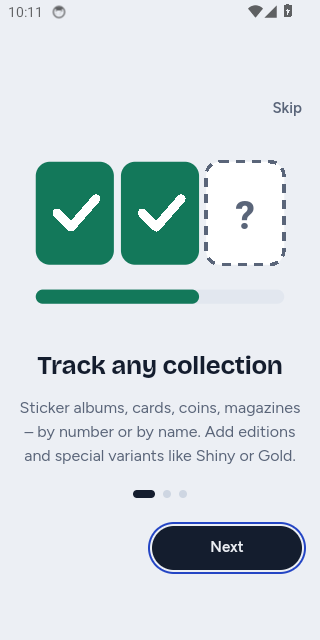 10:11
Skip
?
Track any collection
Sticker albums, cards, coins, magazines
– by number or by name. Add editions
and special variants like Shiny or Gold.
Next